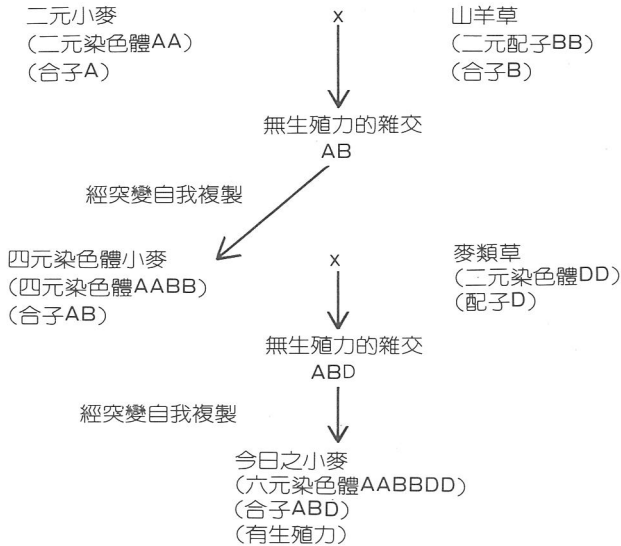 二元小麥
(二元染色體AA)
(合子A)
x
山羊草
(二元配子BB)
(合子B)
無生殖力的雜交
AB
經突變自我複製
四元染色體小麥
(四元染色體AABB)
(合子AB)
x
麥類草
(二元染色體DD)
(配子D)
無生殖力的雜交
ABD
經突變自我複製
今日之小麥
(六元染色體AABBDD)
(合子ABD)
(有生殖力)